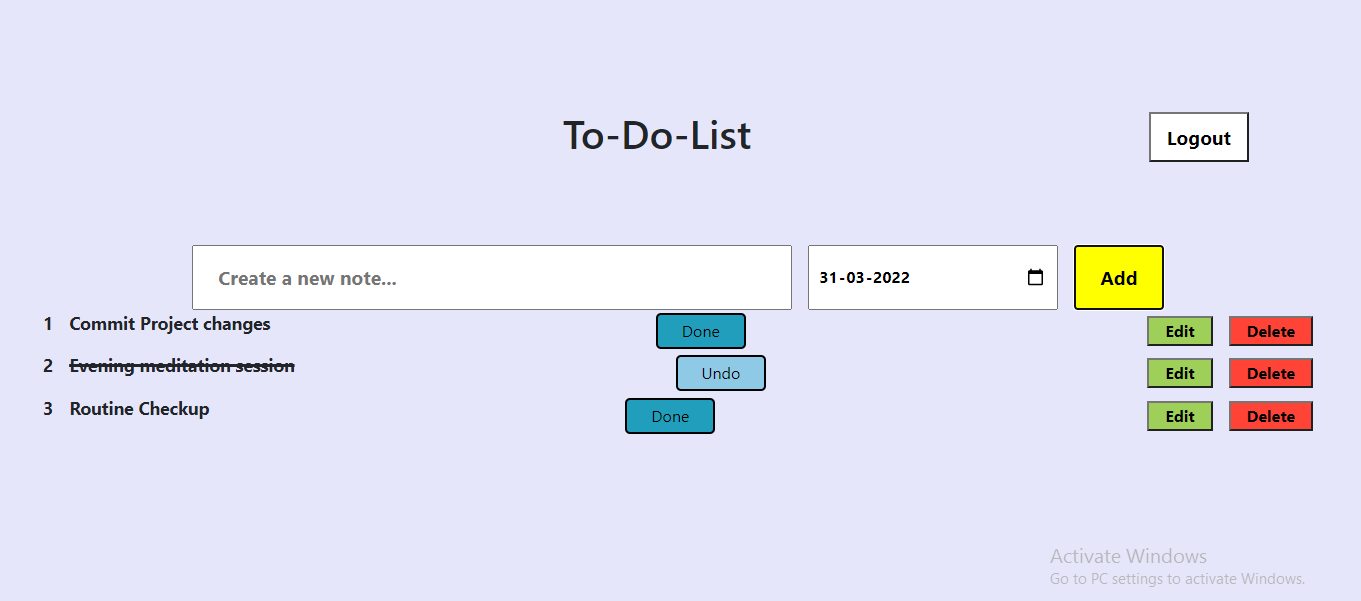 To-Do-List
Logout
Create a new note...
31-03-2022
Add
1 Commit Project changes Done Edit Delete
2 Evening meditation session Undo Edit Delete
3 Routine Checkup Done Edit Delete
Activate Windows
Go to PC settings to activate Windows.